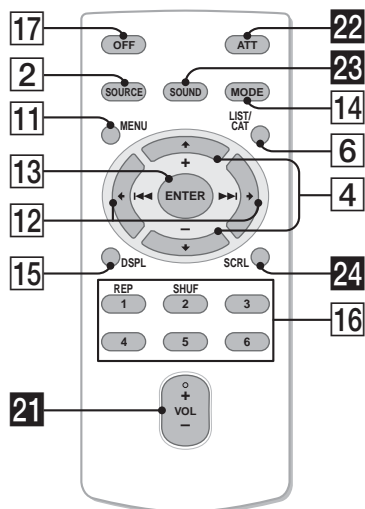 17 OFF ATT 22
2 SOURCE SOUND 23 MODE 14
11 MENU LIST/CAT 6
13 + ENTER 4
12
−
15 DSPL SCRL 24
REP SHUF 16
1 2 3
4 5 6
21 + VOL −